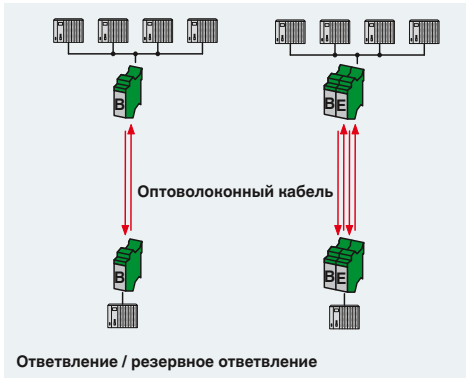 B
BE
Оптоволоконный кабель
B
BE
Ответвление / резервное ответвление